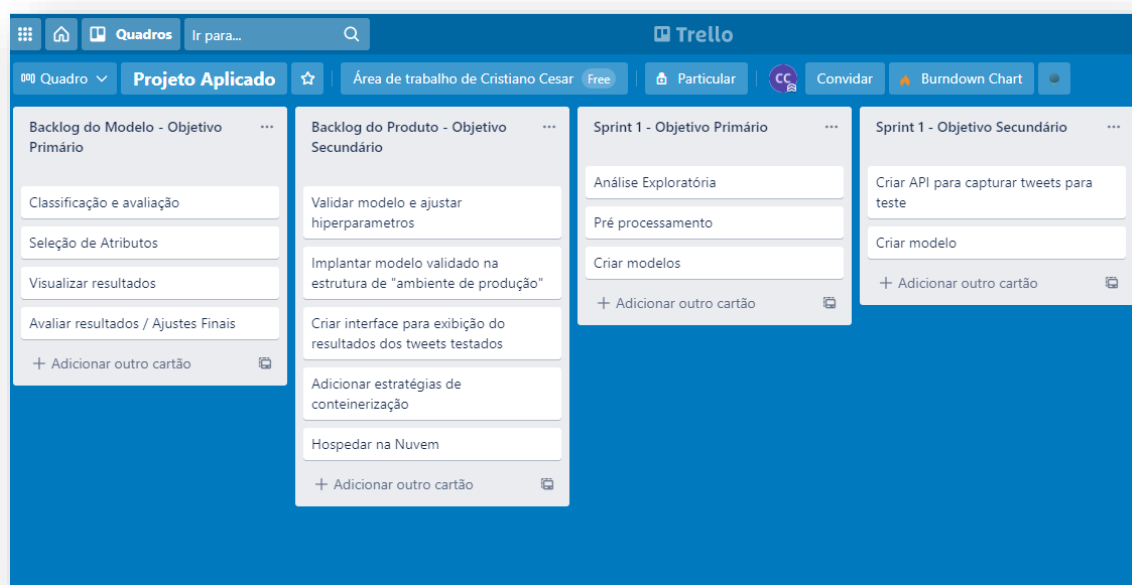 Quadros
Ir para...
Trello
Quadro
Projeto Aplicado
Área de trabalho de Cristiano Cesar
Free
Particular
CC
Convidar
Burndown Chart
Backlog do Modelo - Objetivo
Primário
Classificação e avaliação
Seleção de Atributos
Visualizar resultados
Avaliar resultados / Ajustes Finais
+ Adicionar outro cartão
Backlog do Produto - Objetivo
Secundário
Validar modelo e ajustar
hiperparametros
Implantar modelo validado na
estrutura de "ambiente de produção"
Criar interface para exibição do
resultados dos tweets testados
Adicionar estratégias de
conteinerização
Hospedar na Nuvem
+ Adicionar outro cartão
Sprint 1 - Objetivo Primário
Análise Exploratória
Pré processamento
Criar modelos
+ Adicionar outro cartão
Sprint 1 - Objetivo Secundário
Criar API para capturar tweets para
teste
Criar modelo
+ Adicionar outro cartão